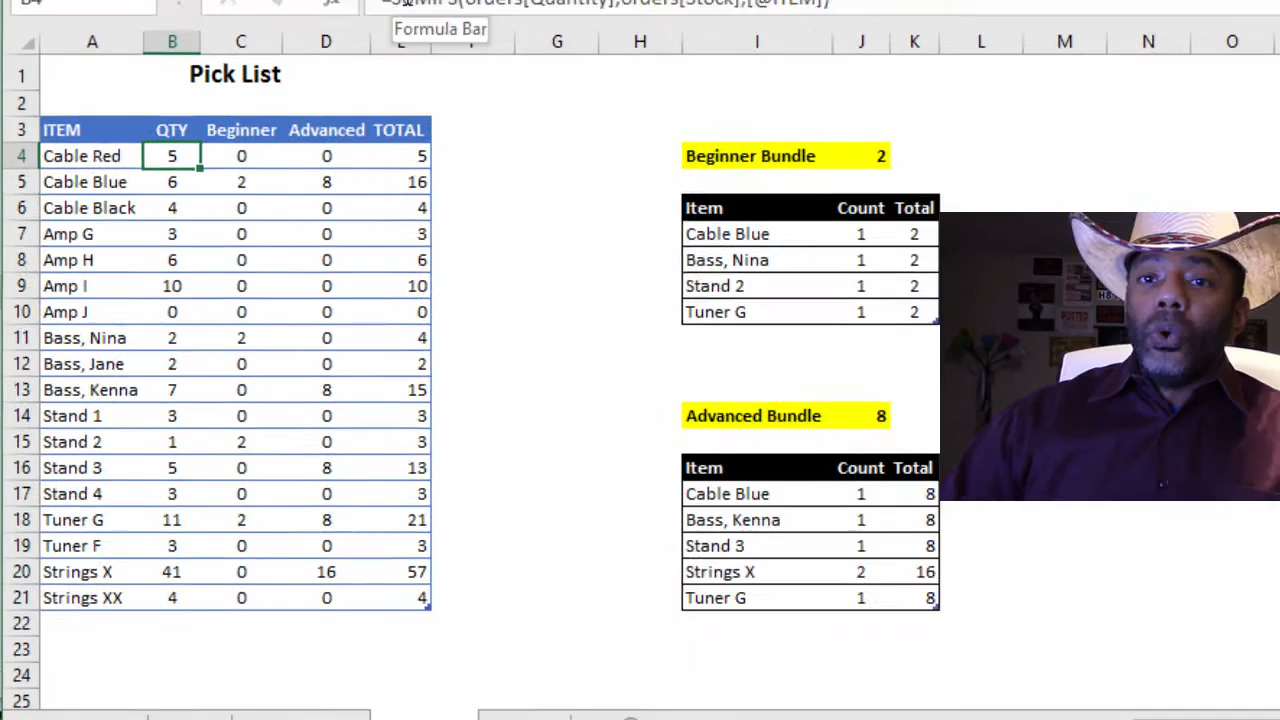 =SUMIFS(orders[Quantity],orders[Stock],[@ITEM])
Formula Bar
A B C D E F G H I J K L M N O
1 Pick List
2
3 ITEM QTY Beginner Advanced TOTAL
4 Cable Red 5 0 0 5 Beginner Bundle 2
5 Cable Blue 6 2 8 16
6 Cable Black 4 0 0 4 Item Count Total
7 Amp G 3 0 0 3 Cable Blue 1 2
8 Amp H 6 0 0 6 Bass, Nina 1 2
9 Amp I 10 0 0 10 Stand 2 1 2
10 Amp J 0 0 0 0 Tuner G 1 2
11 Bass, Nina 2 2 0 4
12 Bass, Jane 2 0 0 2
13 Bass, Kenna 7 0 8 15
14 Stand 1 3 0 0 3 Advanced Bundle 8
15 Stand 2 1 2 0 3
16 Stand 3 5 0 8 13 Item Count Total
17 Stand 4 3 0 0 3 Cable Blue 1 8
18 Tuner G 11 2 8 21 Bass, Kenna 1 8
19 Tuner F 3 0 0 3 Stand 3 1 8
20 Strings X 41 0 16 57 Strings X 2 16
21 Strings XX 4 0 0 4 Tuner G 1 8
22
23
24
25
POSTED